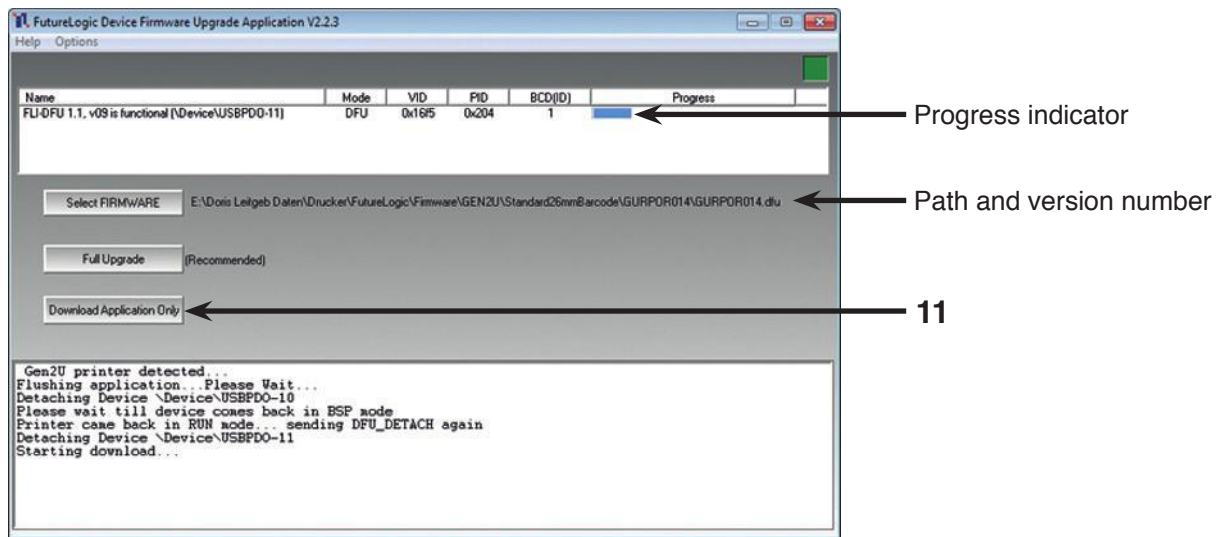 FutureLogic Device Firmware Upgrade Application V2.2.3
Help Options
Name Mode VID PID BCD(ID) Progress
FLI-DFU 1.1, v09 is functional (\Device\USBPDO-11) DFU 0x16f5 0x204 1
Progress indicator
Select FIRMWARE E:\Doris Leitgeb Daten\Drucker\FutureLogic\Firmware\GEN2U\Standard26mmBarcode\GURPOR014\GURPOR014.dfu
Path and version number
Full Upgrade (Recommended)
Download Application Only
11
Gen2U printer detected...
Flushing application...Please Wait...
Detaching Device \Device\USBPDO-10
Please wait till device comes back in BSP mode
Printer came back in RUN mode... sending DFU_DETACH again
Detaching Device \Device\USBPDO-11
Starting download...